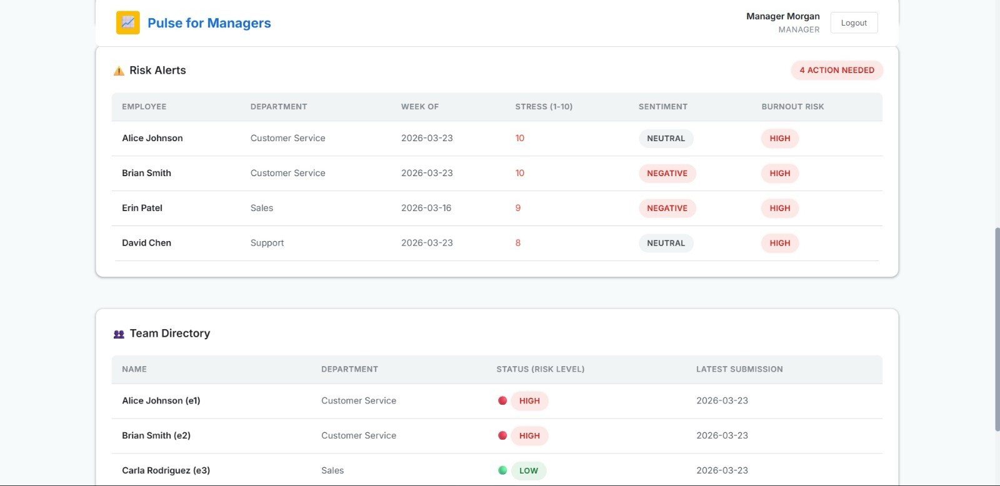 Pulse for Managers
Manager Morgan
MANAGER
Logout
Risk Alerts
4 ACTION NEEDED
EMPLOYEE DEPARTMENT WEEK OF STRESS (1-10) SENTIMENT BURNOUT RISK
Alice Johnson Customer Service 2026-03-23 10 NEUTRAL HIGH
Brian Smith Customer Service 2026-03-23 10 NEGATIVE HIGH
Erin Patel Sales 2026-03-16 9 NEGATIVE HIGH
David Chen Support 2026-03-23 8 NEUTRAL HIGH
Team Directory
NAME DEPARTMENT STATUS (RISK LEVEL) LATEST SUBMISSION
Alice Johnson (e1) Customer Service HIGH 2026-03-23
Brian Smith (e2) Customer Service HIGH 2026-03-23
Carla Rodriguez (e3) Sales LOW 2026-03-23